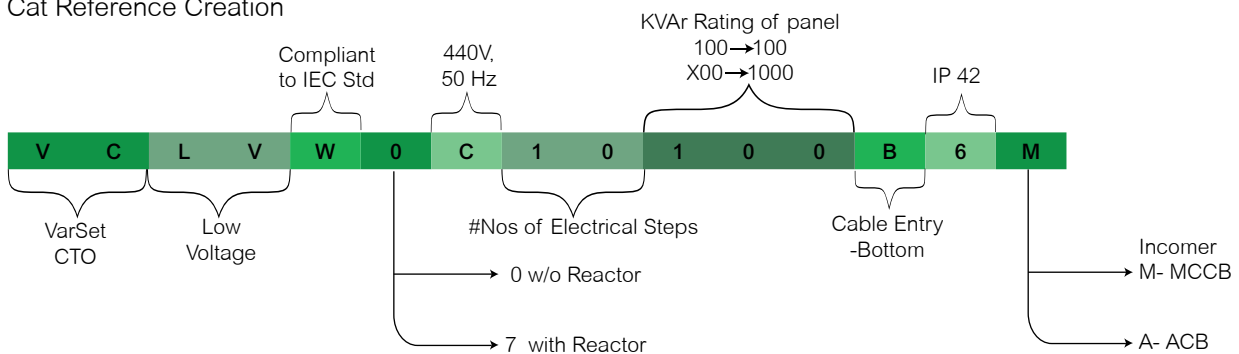 Cat Reference Creation
KVAr Rating of panel
100→100
X00→1000
Compliant
to IEC Std
440V,
50 Hz
IP 42
V C L V W 0 C 1 0 1 0 0 B 6 M
VarSet
CTO
Low
Voltage
#Nos of Electrical Steps
Cable Entry
-Bottom
0 w/o Reactor
7 with Reactor
Incomer
M- MCCB
A- ACB